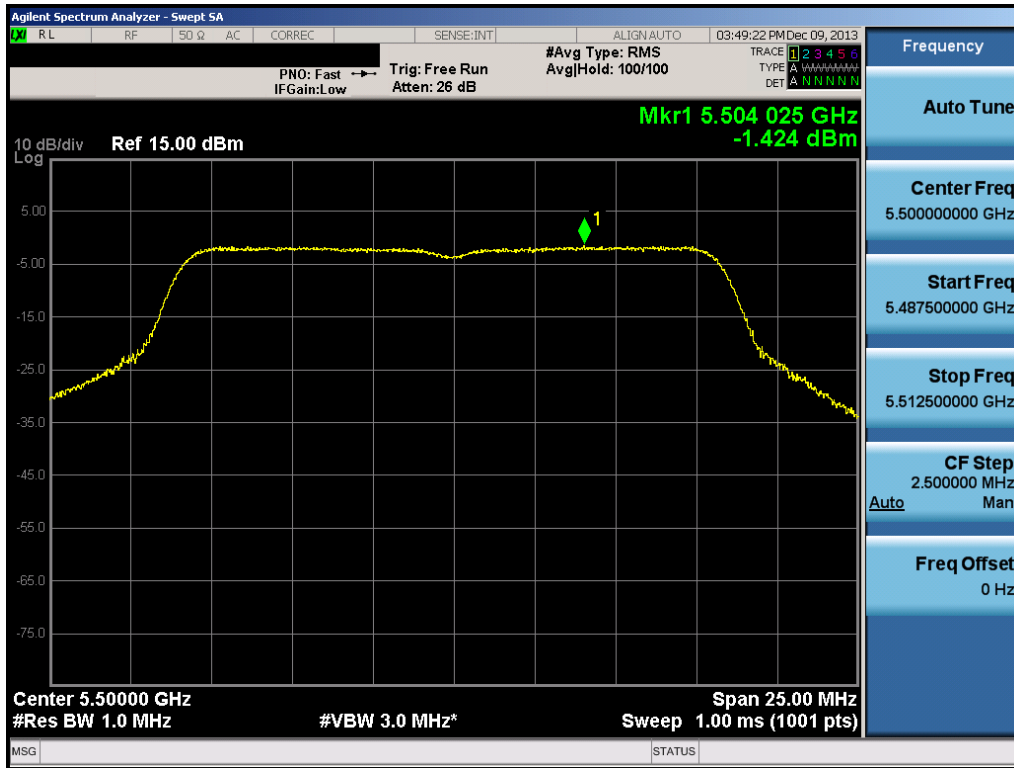 Agilent Spectrum Analyzer - Swept SA
LXI RL RF 50 Ω AC CORREC SENSE:INT ALIGN AUTO 03:49:22 PM Dec 09, 2013
PNO: Fast
IFGain:Low
Trig: Free Run
Atten: 26 dB
#Avg Type: RMS
Avg|Hold: 100/100
TRACE 1 2 3 4 5 6
TYPE A WWWWWW
DET A N N N N N
Mkr1 5.504 025 GHz
-1.424 dBm
10 dB/div Ref 15.00 dBm
Log
5.00
-5.00
-15.0
-25.0
-35.0
-45.0
-55.0
-65.0
-75.0
1
Center 5.50000 GHz Span 25.00 MHz
#Res BW 1.0 MHz #VBW 3.0 MHz* Sweep 1.00 ms (1001 pts)
MSG STATUS
Frequency
Auto Tune
Center Freq
5.500000000 GHz
Start Freq
5.487500000 GHz
Stop Freq
5.512500000 GHz
CF Step
2.500000 MHz
Auto Man
Freq Offset
0 Hz